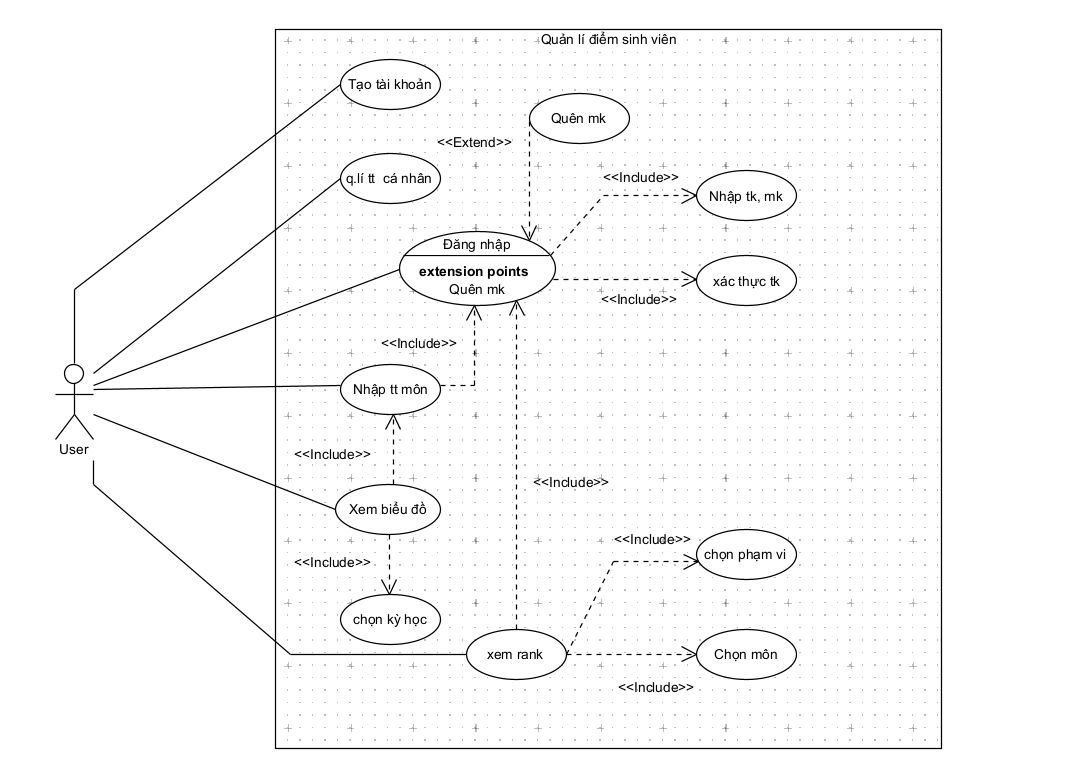 Quản lí điểm sinh viên
Tạo tài khoản
Quên mk
<<Extend>>
q.lí tt cá nhân
<<Include>>
Nhập tk, mk
Đăng nhập
extension points
Quên mk
xác thực tk
<<Include>>
<<Include>>
Nhập tt môn
User
<<Include>>
<<Include>>
Xem biểu đồ
<<Include>>
chọn phạm vi
<<Include>>
chọn kỳ học
xem rank
Chọn môn
<<Include>>